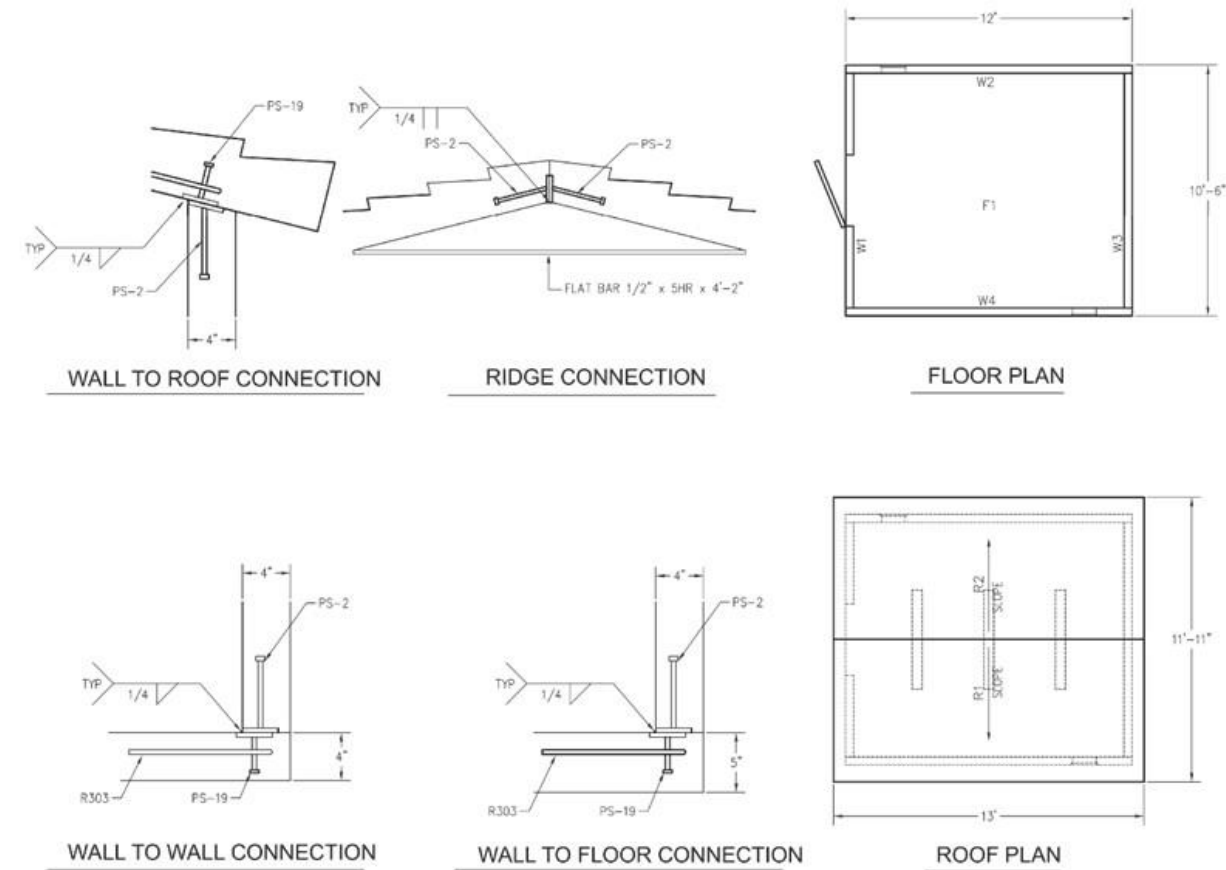 PS-19
TYP
1/4
PS-2
4"
WALL TO ROOF CONNECTION
TYP
1/4
PS-2
PS-2
FLAT BAR 1/2" x 5HR x 4'-2"
RIDGE CONNECTION
12'
W2
10'-6"
F1
W1
W3
W4
FLOOR PLAN
4"
PS-2
TYP
1/4
4"
R303
PS-19
WALL TO WALL CONNECTION
4"
PS-2
TYP
1/4
5"
R303
PS-19
WALL TO FLOOR CONNECTION
R2
SLOPE
11'-11"
R1
SLOPE
13'
ROOF PLAN